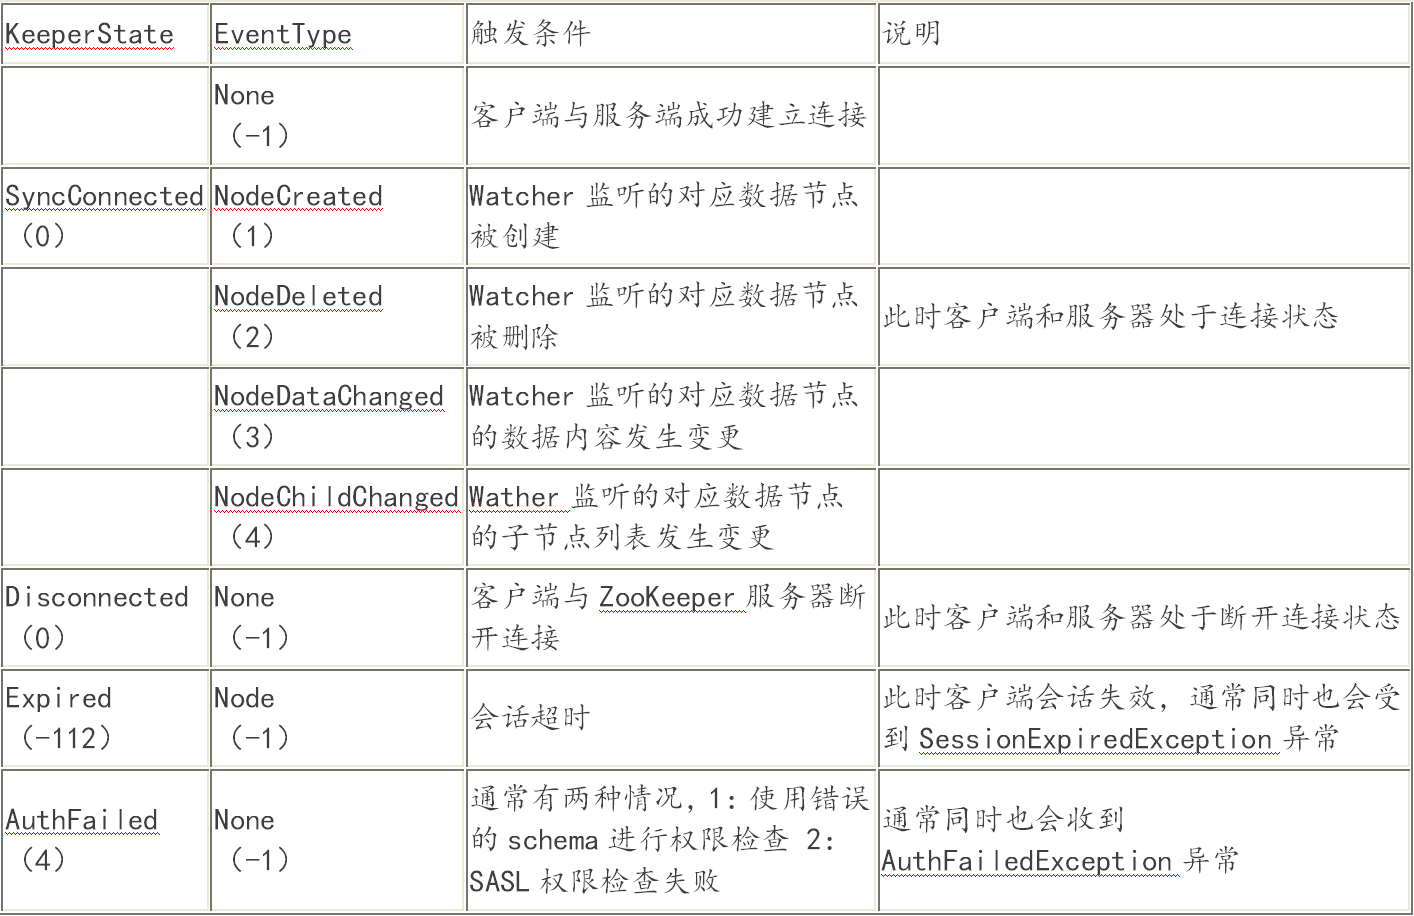 KeeperState EventType 触发条件 说明
None
（-1）
客户端与服务端成功建立连接
SyncConnected
（0）
NodeCreated
（1）
Watcher 监听的对应数据节点
被创建
NodeDeleted
（2）
Watcher 监听的对应数据节点
被删除
此时客户端和服务器处于连接状态
NodeDataChanged
（3）
Watcher 监听的对应数据节点
的数据内容发生变更
NodeChildChanged
（4）
Wather 监听的对应数据节点
的子节点列表发生变更
Disconnected
（0）
None
（-1）
客户端与 ZooKeeper 服务器断
开连接
此时客户端和服务器处于断开连接状态
Expired
（-112）
Node
（-1）
会话超时
此时客户端会话失效，通常同时也会受
到 SessionExpiredException 异常
AuthFailed
（4）
None
（-1）
通常有两种情况，1：使用错误
的 schema 进行权限检查 2：
SASL 权限检查失败
通常同时也会收到
AuthFailedException 异常